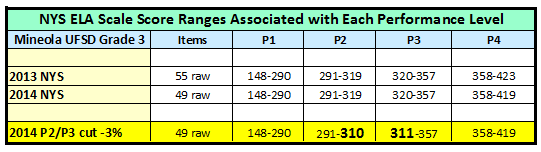 NYS ELA Scale Score Ranges Associated with Each Performance Level
Mineola UFSD Grade 3 Items P1 P2 P3 P4
2013 NYS 55 raw 148-290 291-319 320-357 358-423
2014 NYS 49 raw 148-290 291-319 320-357 358-419
2014 P2/P3 cut -3% 49 raw 148-290 291-310 311-357 358-419